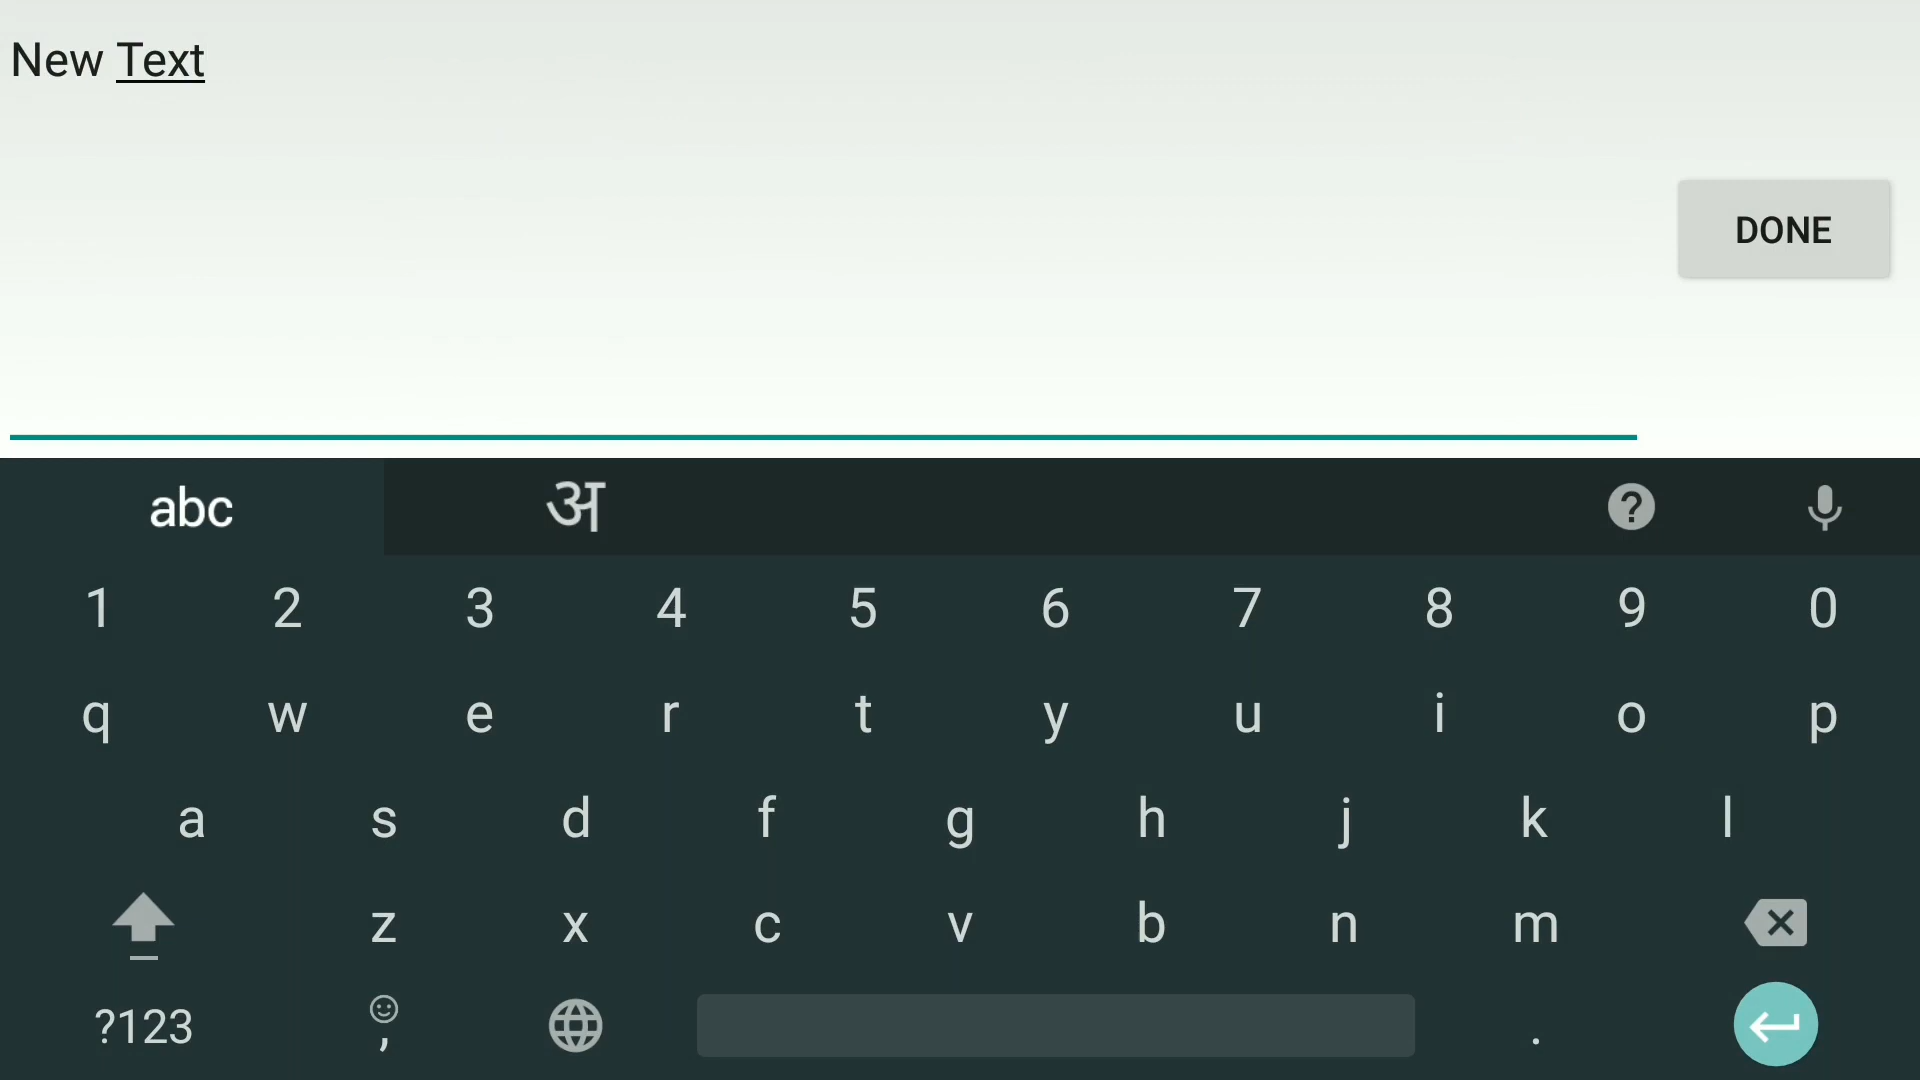 New Text
DONE
abc अ ?
1 2 3 4 5 6 7 8 9 0
q w e r t y u i o p
a s d f g h j k l
z x c v b n m
?123 , .